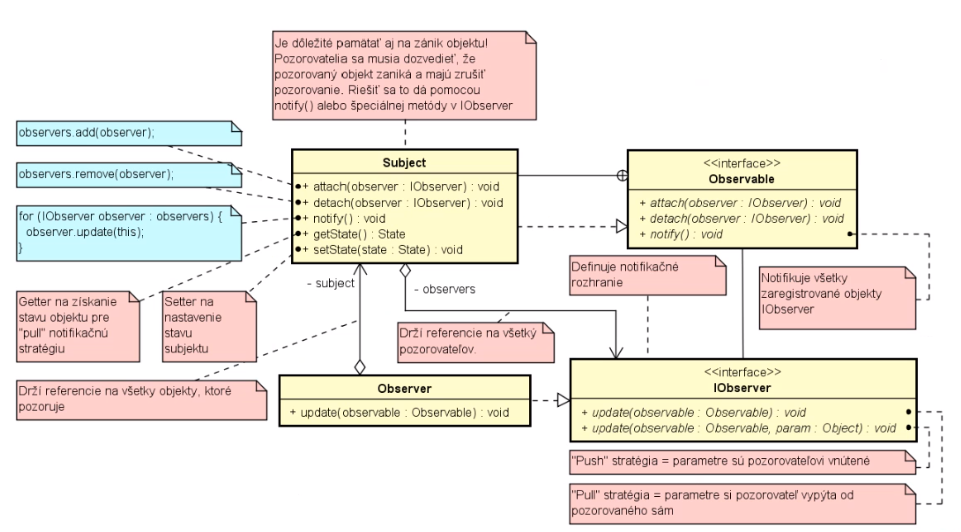 Je dôležité pamätať aj na zánik objektu!
Pozorovatelia sa musia dozvedieť, že
pozorovaný objekt zaniká a majú zrušiť
pozorovanie. Riešiť sa to dá pomocou
notify() alebo špeciálnej metódy v IObserver
observers.add(observer);
observers.remove(observer);
for (IObserver observer : observers) {
observer.update(this);
}
Subject
+ attach(observer : IObserver) : void
+ detach(observer : IObserver) : void
+ notify() : void
+ getState() : State
+ setState(state : State) : void
<<interface>>
Observable
+ attach(observer : IObserver) : void
+ detach(observer : IObserver) : void
+ notify() : void
- subject
- observers
Definuje notifikačné
rozhranie
Notifikuje všetky
zaregistrované objekty
IObserver
Getter na získanie
stavu objektu pre
"pull" notifikačnú
stratégiu
Setter na
nastavenie
stavu
subjektu
Drží referencie na všetký
pozorovateľov.
Drží referencie na všetky objekty, ktoré
pozoruje
Observer
+ update(observable : Observable) : void
<<interface>>
IObserver
+ update(observable : Observable) : void
+ update(observable : Observable, param : Object) : void
"Push" stratégia = parametre sú pozorovateľovi vnútené
"Pull" stratégia = parametre si pozorovateľ vypýta od
pozorovaného sám